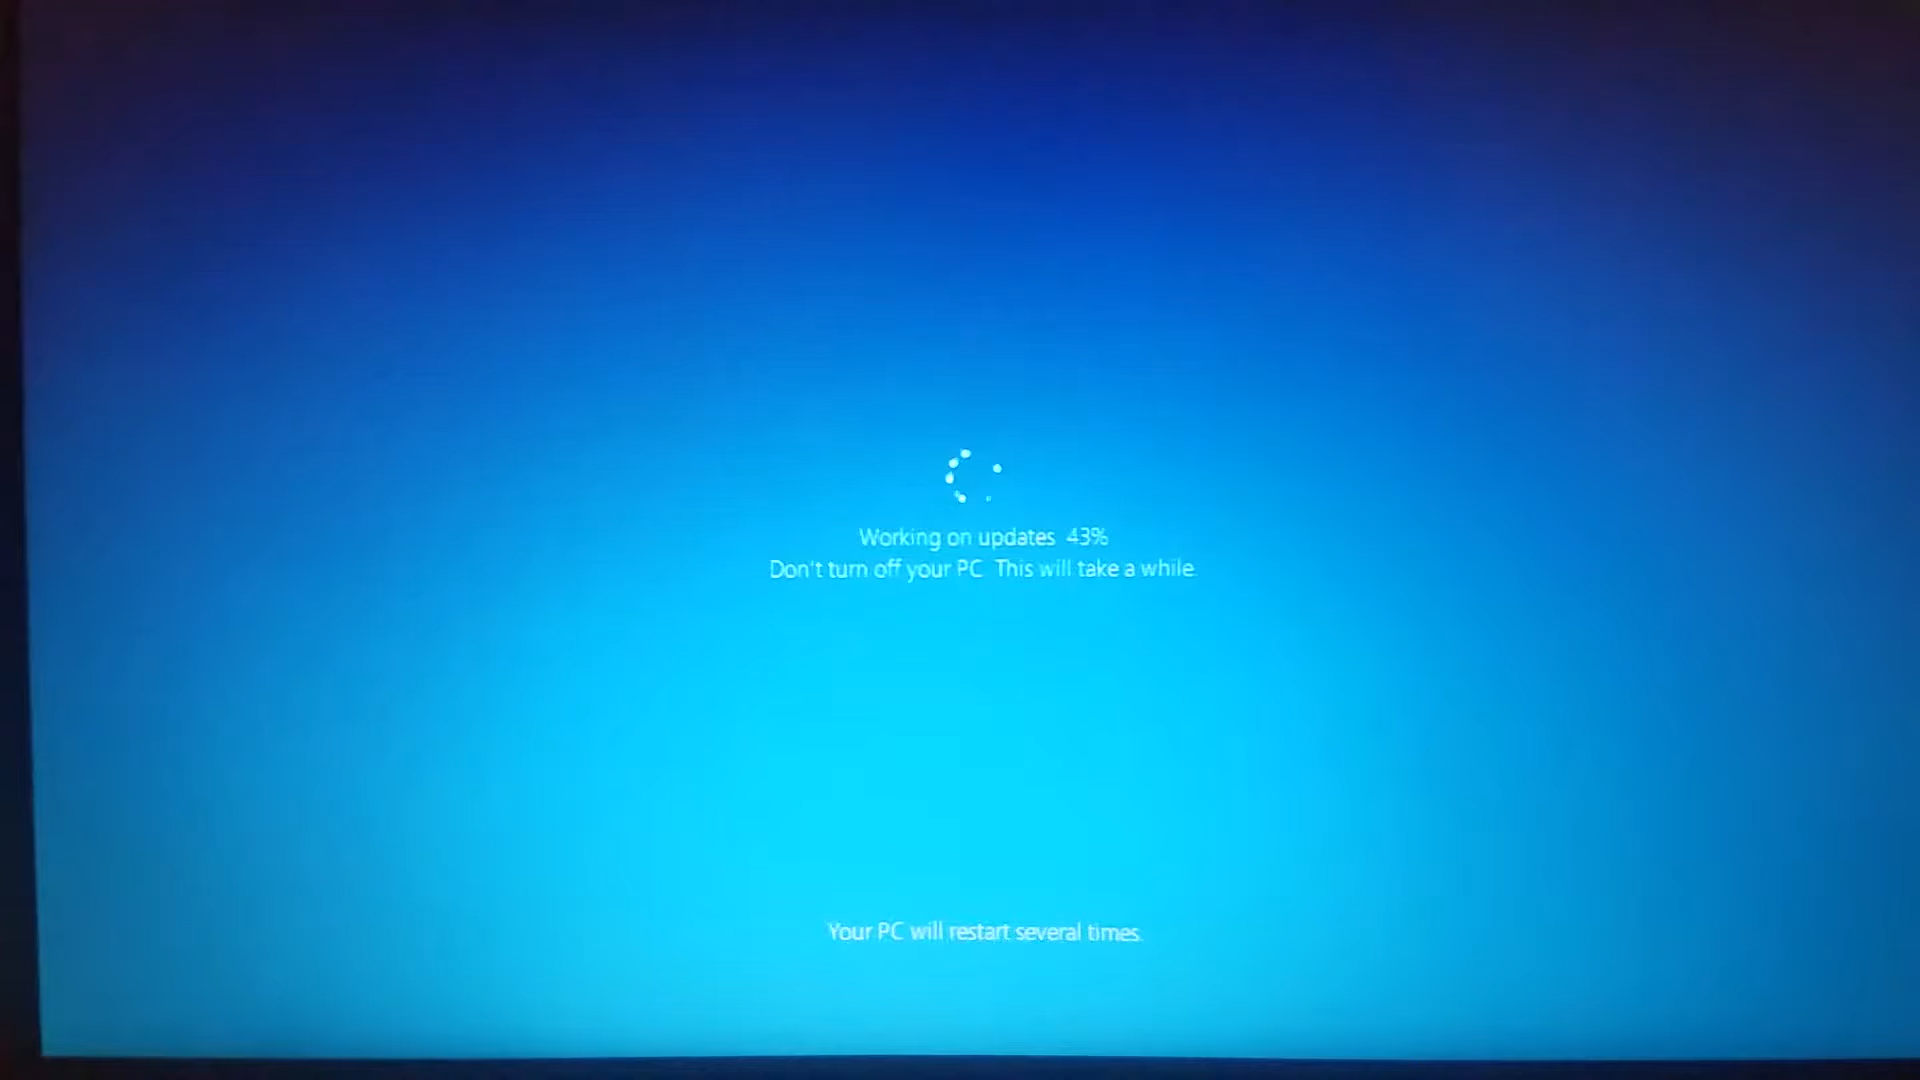 Working on updates 43%
Don't turn off your PC. This will take a while.
Your PC will restart several times.